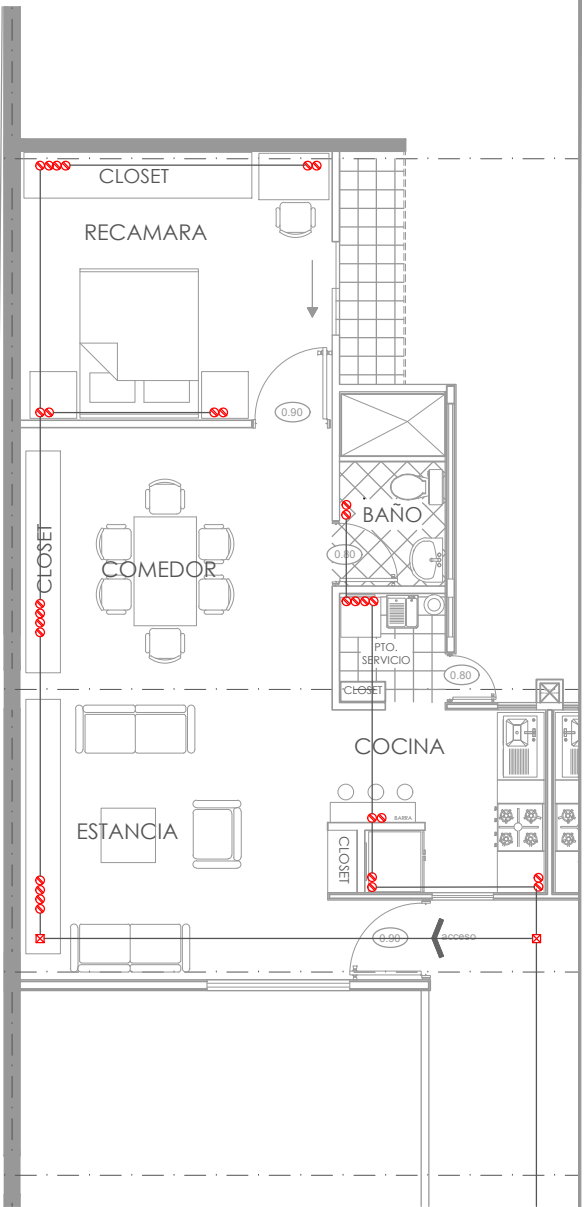 CLOSET
RECAMARA
0.90
BAÑO
CLOSET
COMEDOR
0.80
PTO.
SERVICIO
0.80
CLOSET
COCINA
BARRA
ESTANCIA
CLOSET
0.90
acceso